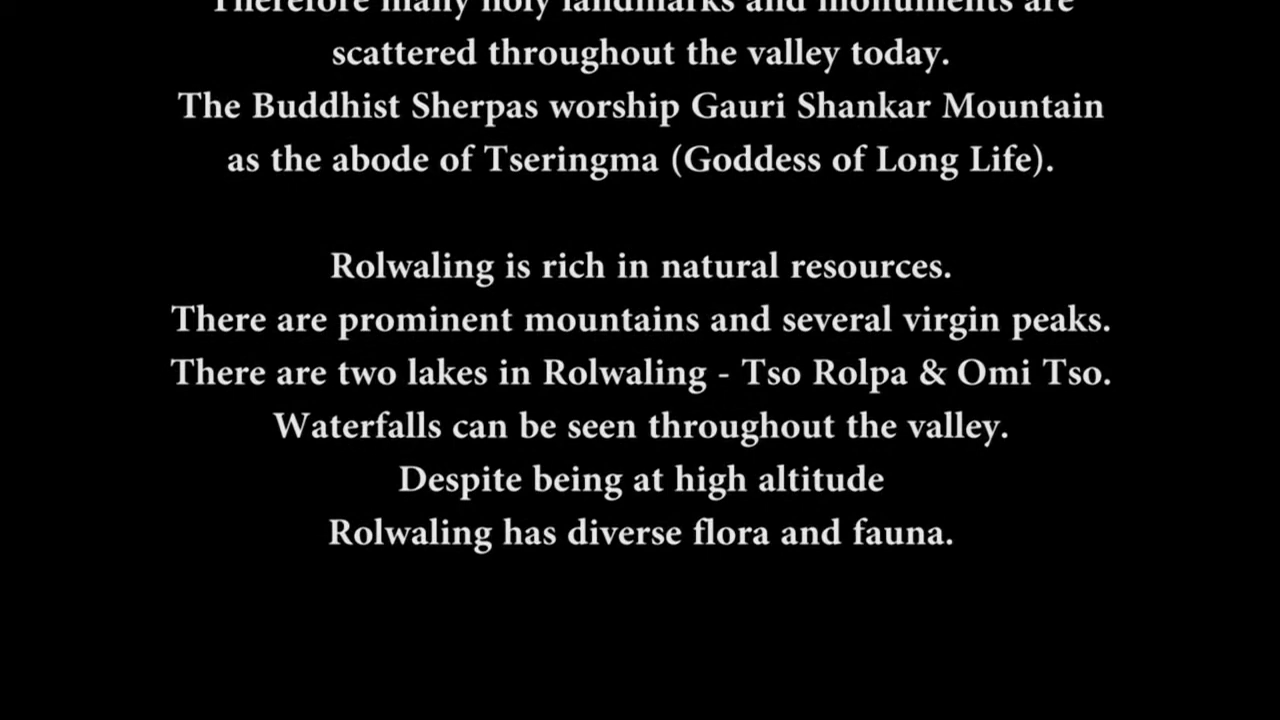 Therefore many holy landmarks and monuments are
scattered throughout the valley today.
The Buddhist Sherpas worship Gauri Shankar Mountain
as the abode of Tseringma (Goddess of Long Life).
Rolwaling is rich in natural resources.
There are prominent mountains and several virgin peaks.
There are two lakes in Rolwaling - Tso Rolpa & Omi Tso.
Waterfalls can be seen throughout the valley.
Despite being at high altitude
Rolwaling has diverse flora and fauna.